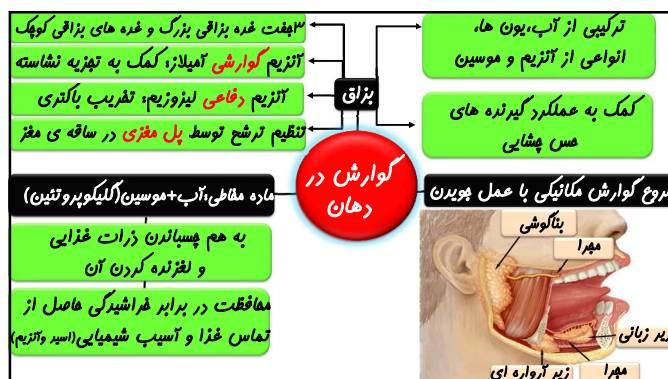 ترکیبی از آب،یون ها،
انواعی از آنزیم و موسین
کمک به عملکرد گیرنده های
حس چشایی
بزاق
۳جفت غده بزاقی بزرگ و غده های بزاقی کوچک
آنزیم گوارشی آمیلاز: کمک به تجزیه نشاسته
آنزیم دفاعی لیزوزیم: تخریب باکتری
تنظیم ترشح توسط پل مغزی در ساقه ی مغز
گوارش در
دهان
شروع گوارش مکانیکی با عمل جویدن
ماده مخاطی:آب+موسین(گلیکوپروتئین)
به هم چسباندن ذرات غذایی
و لغزنده کردن آن
محافظت در برابر خراشیدگی حاصل از
تماس غذا و آسیب شیمیایی(اسید وآنزیم)
بناگوشی
مجرا
زیر زبانی
مجرا
زیر آرواره ای